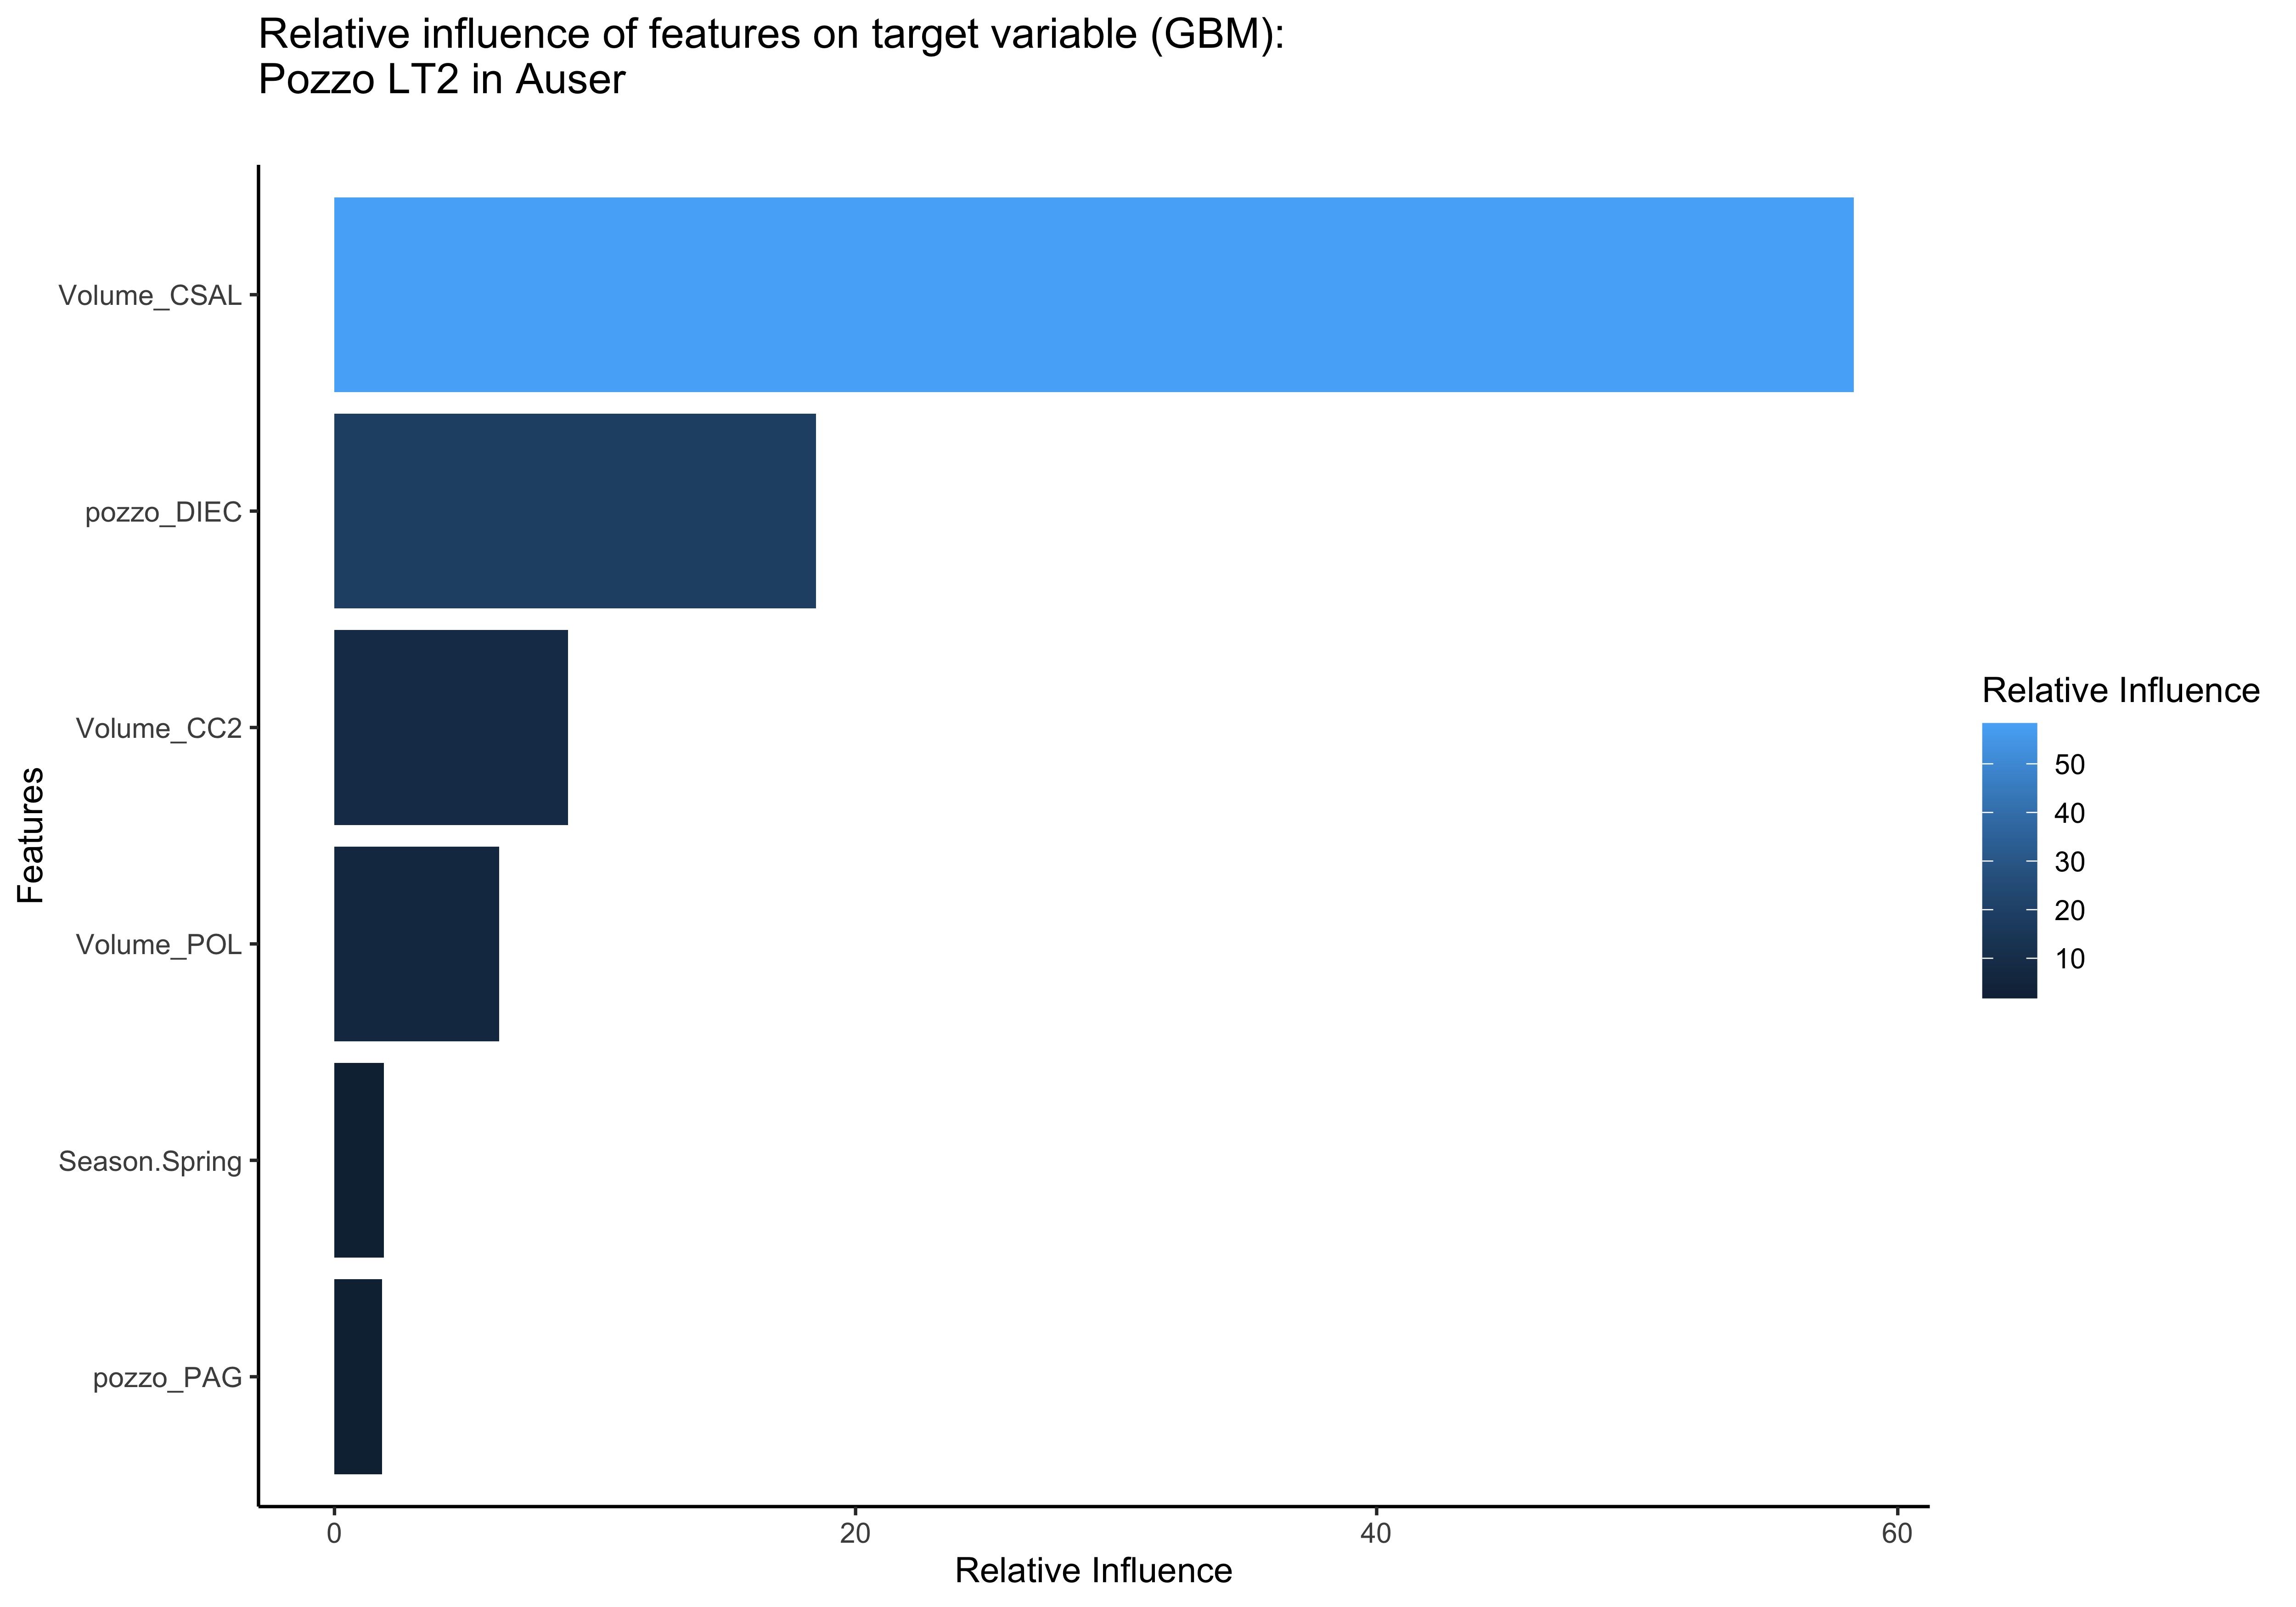 Relative influence of features on target variable (GBM):
Pozzo LT2 in Auser
Volume_CSAL
pozzo_DIEC
Volume_CC2
Volume_POL
Season.Spring
pozzo_PAG
Features
0 20 40 60
Relative Influence
Relative Influence
50
40
30
20
10